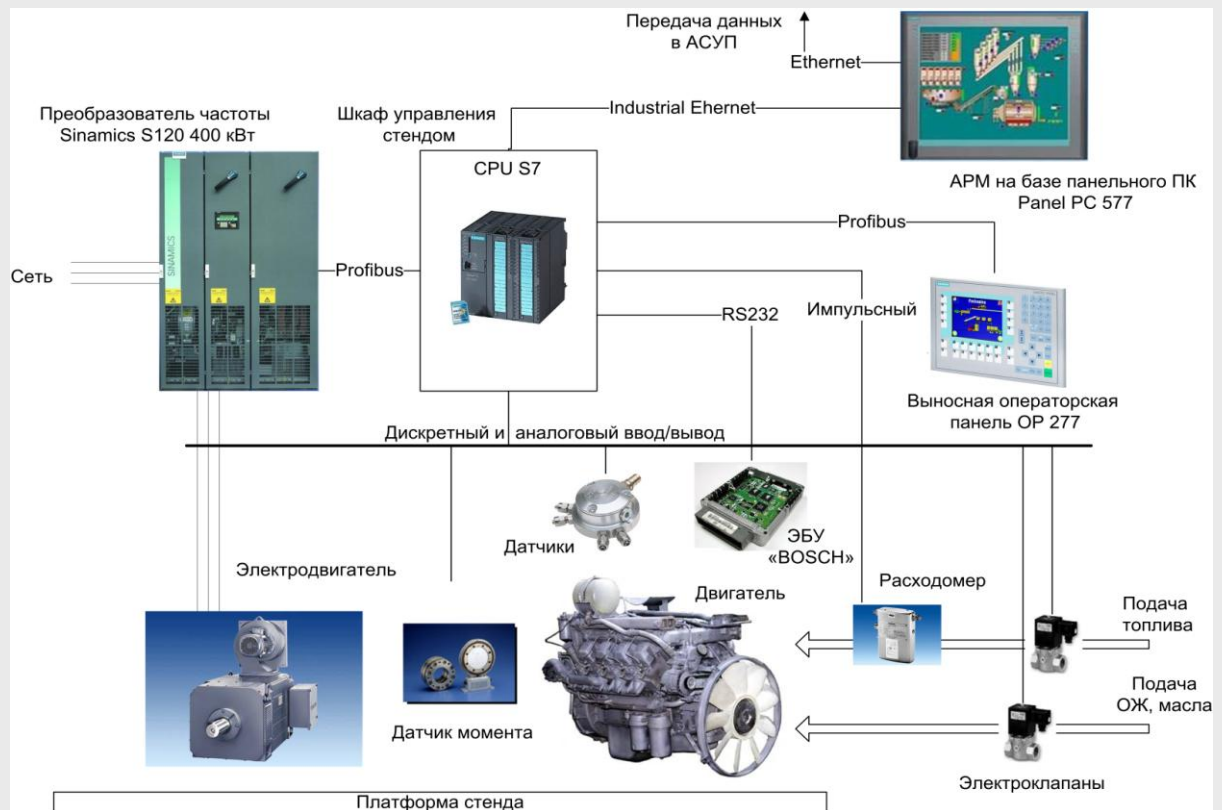 Передача данных
в АСУП
Ethernet
Industrial Ehernet
Преобразователь частоты
Sinamics S120 400 кВт
Шкаф управления
стендом
CPU S7
АРМ на базе панельного ПК
Panel PC 577
Profibus
Сеть
SINAMICS
Profibus
Импульсный
RS232
Выносная операторская
панель OP 277
Дискретный и аналоговый ввод/вывод
Датчики
ЭБУ
«BOSCH»
Электродвигатель
Двигатель
Расходомер
Подача
топлива
Подача
ОЖ, масла
Датчик момента
Электроклапаны
Платформа стенда